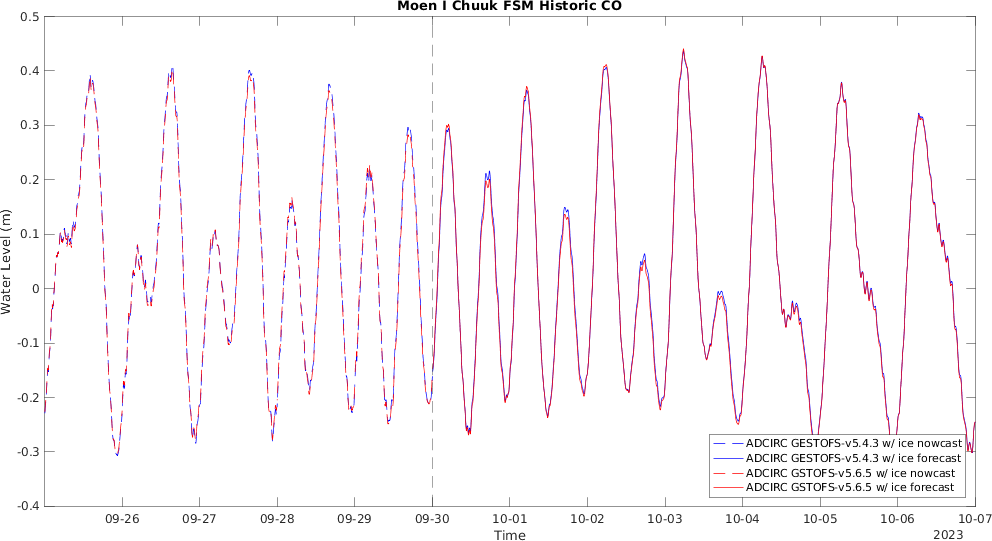 Moen I Chuuk FSM Historic CO
0.5
0.4
0.3
0.2
0.1
0
-0.1
-0.2
-0.3
-0.4
Water Level (m)
09-26 09-27 09-28 09-29 09-30 10-01 10-02 10-03 10-04 10-05 10-06 10-07
Time
2023
ADCIRC GESTOFS-v5.4.3 w/ ice nowcast
ADCIRC GESTOFS-v5.4.3 w/ ice forecast
ADCIRC GSTOFS-v5.6.5 w/ ice nowcast
ADCIRC GSTOFS-v5.6.5 w/ ice forecast